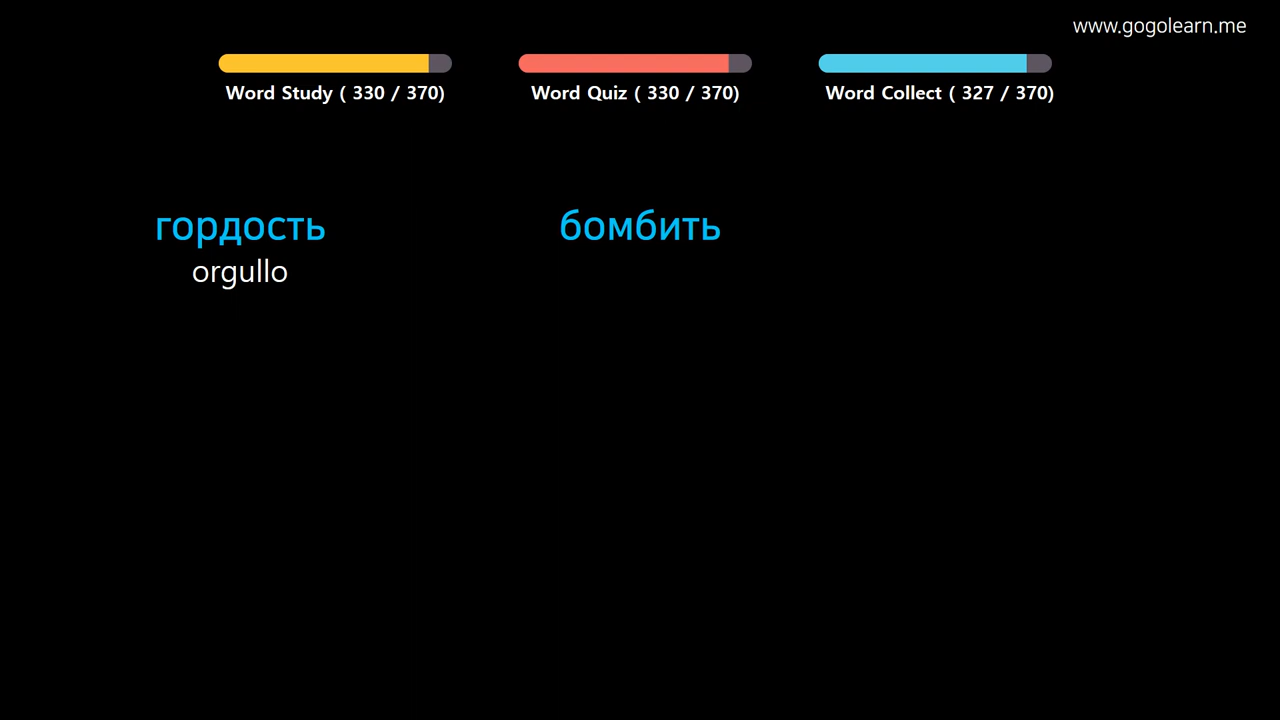 www.gogolearn.me
Word Study ( 330 / 370)
Word Quiz ( 330 / 370)
Word Collect ( 327 / 370)
гордость
orgullo
бомбить